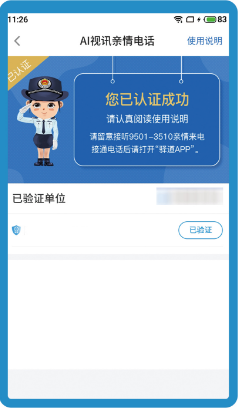 11:26
83
AI视讯亲情电话
使用说明
已认证
您已认证成功
请认真阅读使用说明
请留意接听9501-3510亲情来电
接通电话后请打开"驿道APP"。
已验证单位
已验证